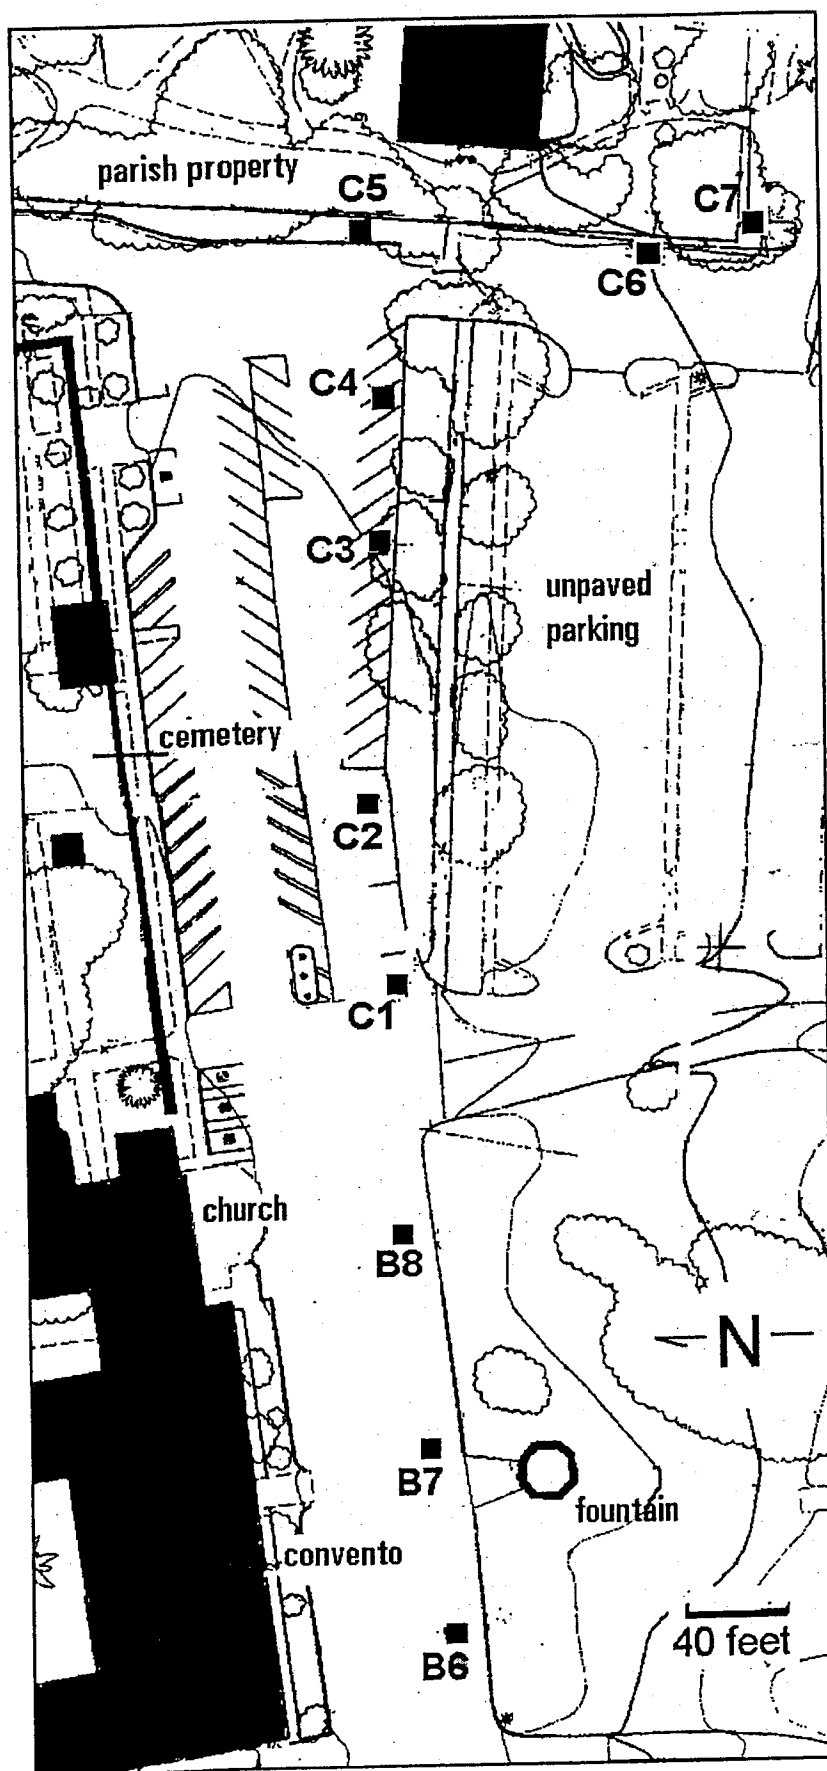 parish property
C5
C7
C6
C4
C3
unpaved
parking
cemetery
C2
C1
church
B8
N
B7
fountain
convento
40 feet
B6